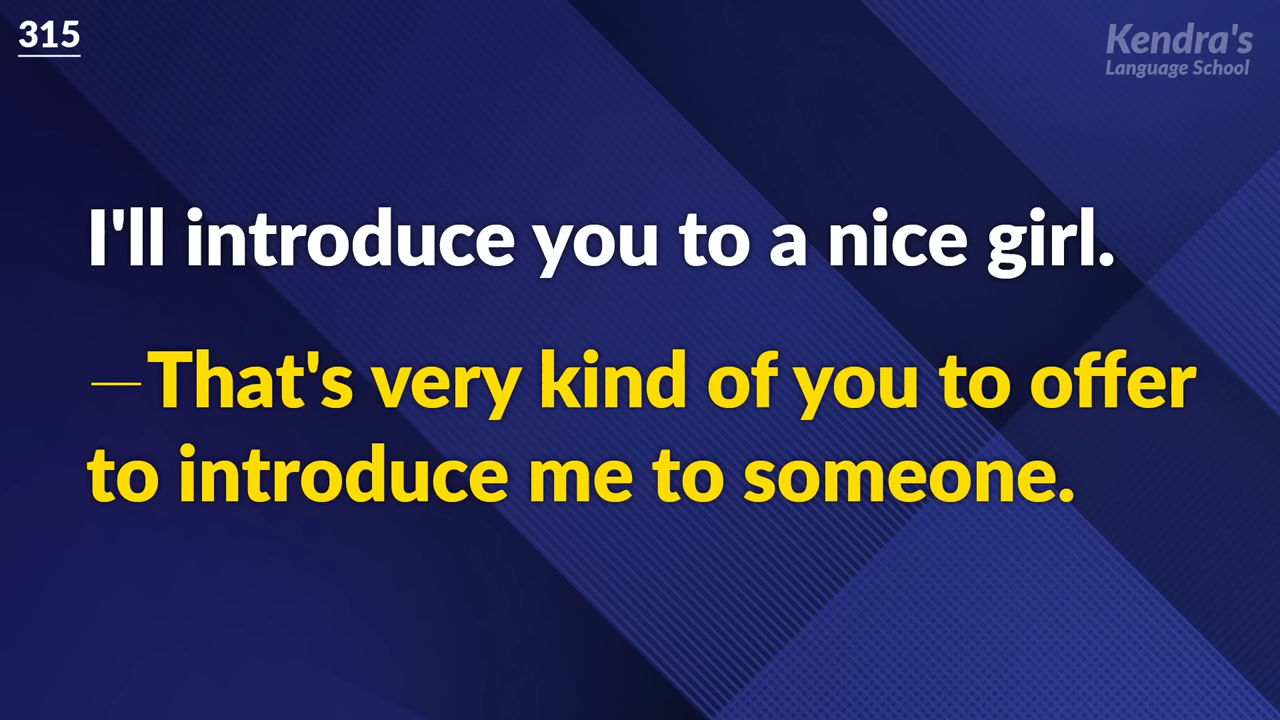 315
Kendra's
Language School
I'll introduce you to a nice girl.
—That's very kind of you to offer
to introduce me to someone.